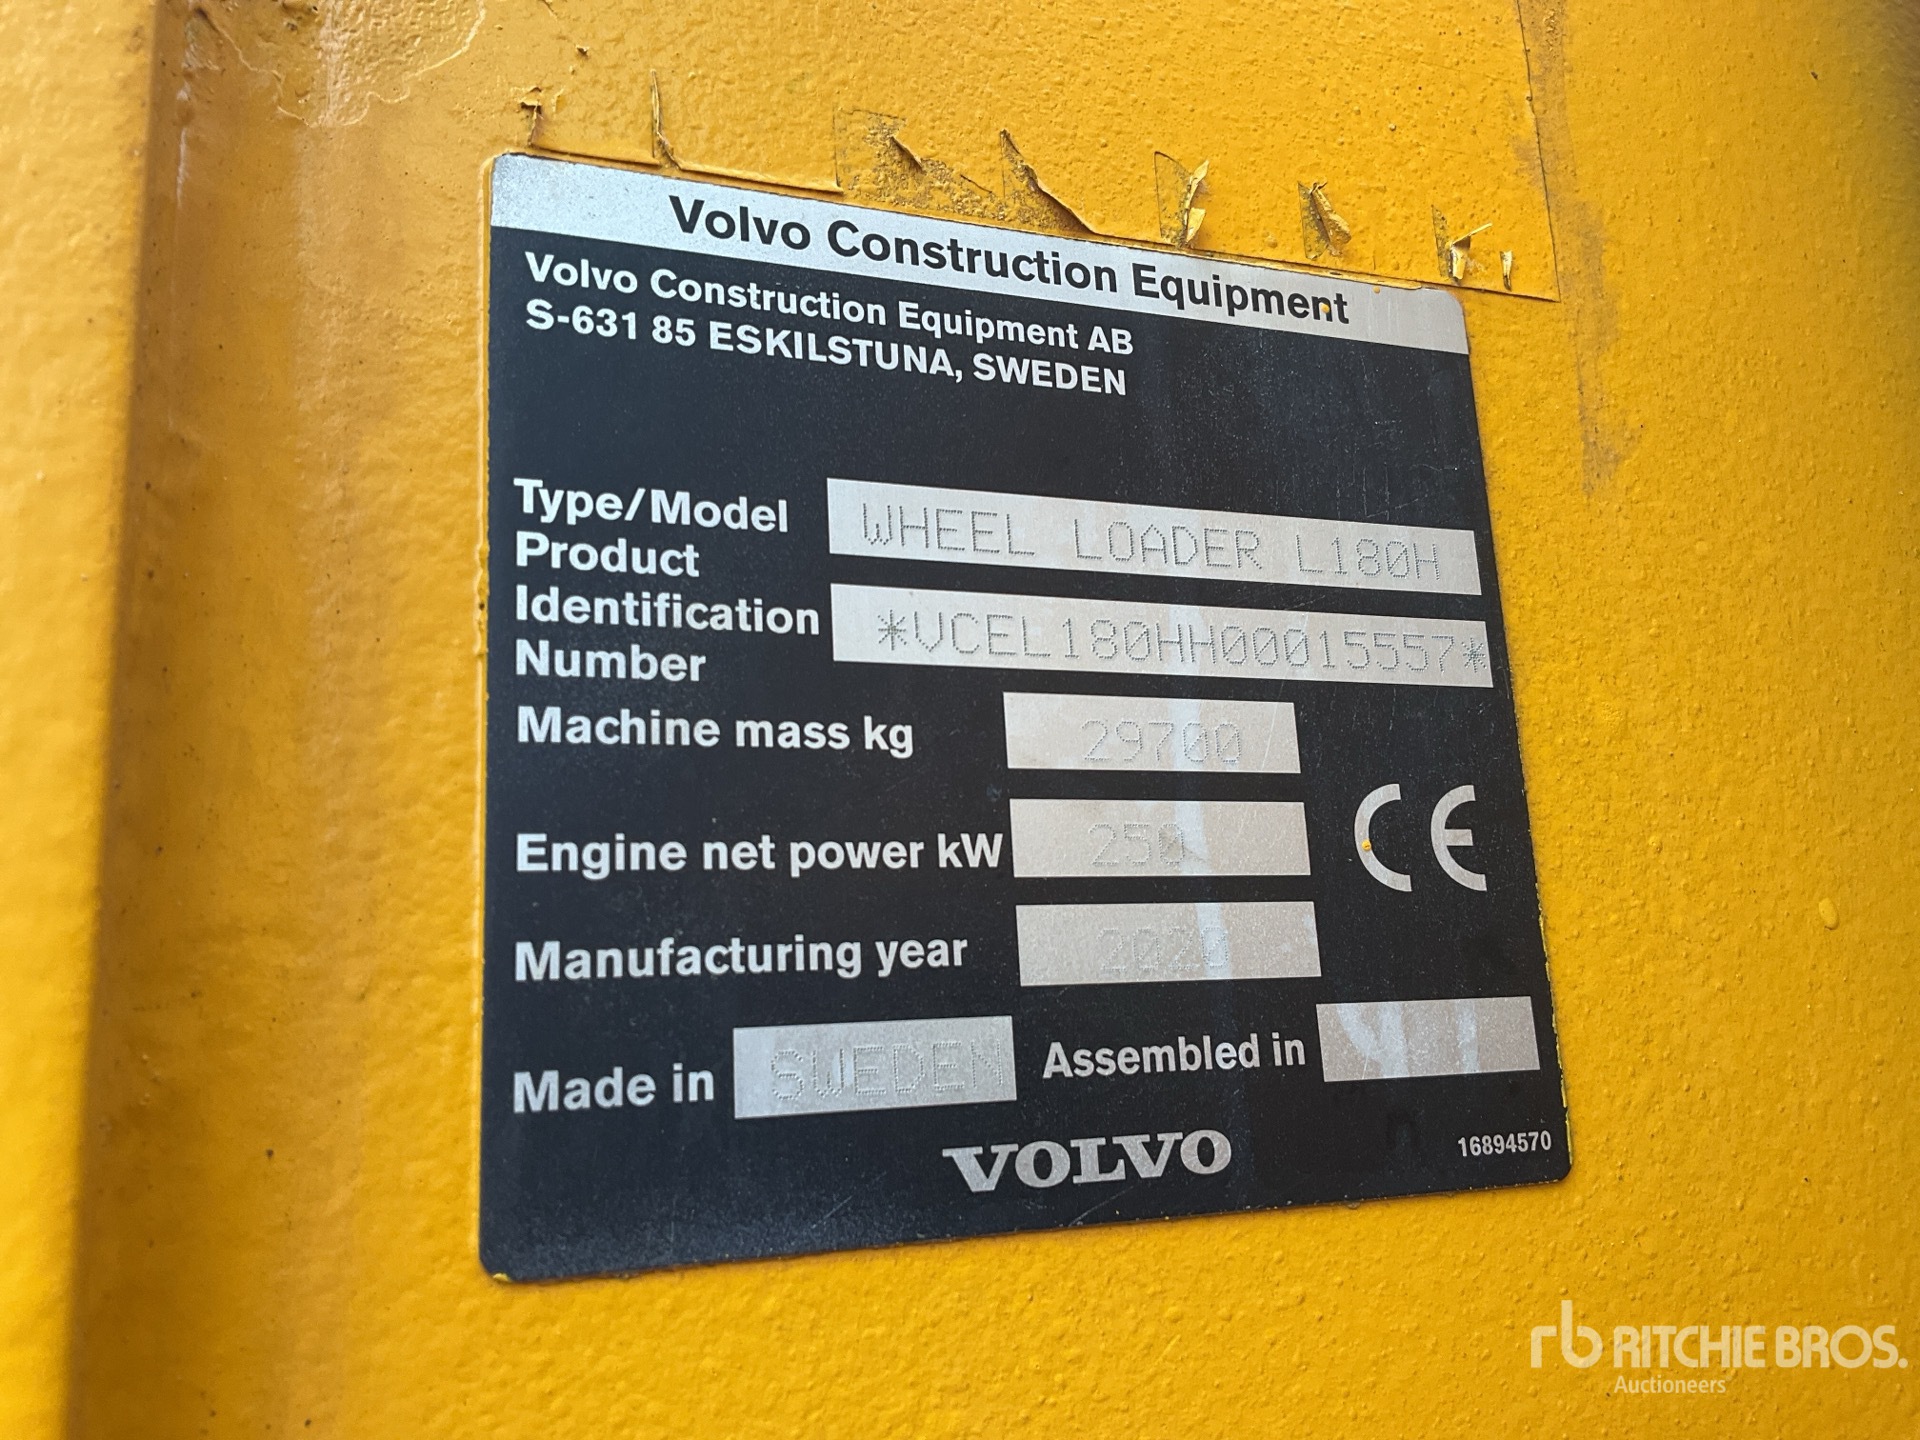 Volvo Construction Equipment
Volvo Construction Equipment AB
S-631 85 ESKILSTUNA, SWEDEN
Type/Model WHEEL LOADER L180H
Product
Identification
Number *VCEL180HH00015557*
Machine mass kg 29700
Engine net power kW 250
Manufacturing year 2020
Made in SWEDEN Assembled in
CE
VOLVO
16894570
rb RITCHIE BROS.
Auctioneers